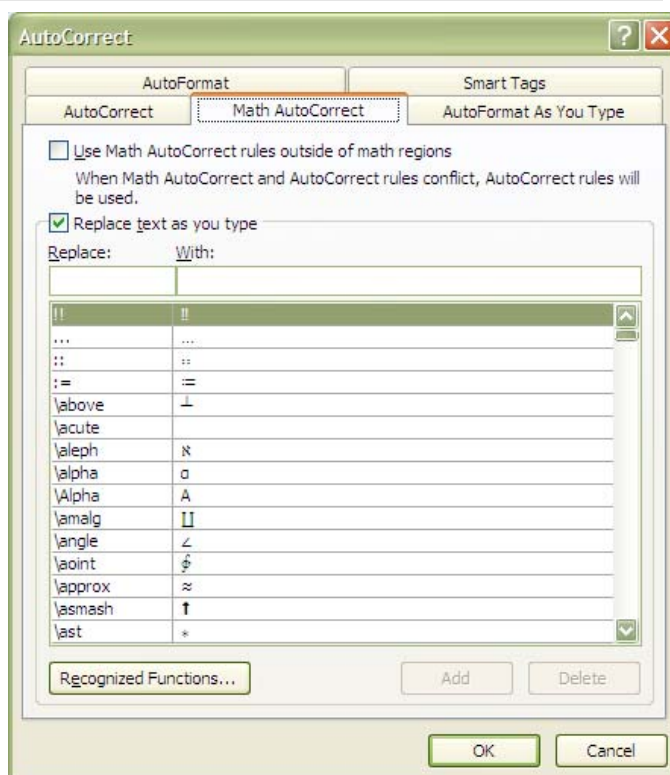 AutoCorrect
AutoFormat Smart Tags
AutoCorrect Math AutoCorrect AutoFormat As You Type
Use Math AutoCorrect rules outside of math regions
When Math AutoCorrect and AutoCorrect rules conflict, AutoCorrect rules will
be used.
Replace text as you type
Replace: With:
!! ‼
... …
:: ∷
:= ≔
\above ┴
\acute
\aleph ℵ
\alpha α
\Alpha Α
\amalg ∐
\angle ∠
\aoint ∳
\approx ≈
\asmash ⬆
\ast ∗
Recognized Functions... Add Delete
OK Cancel